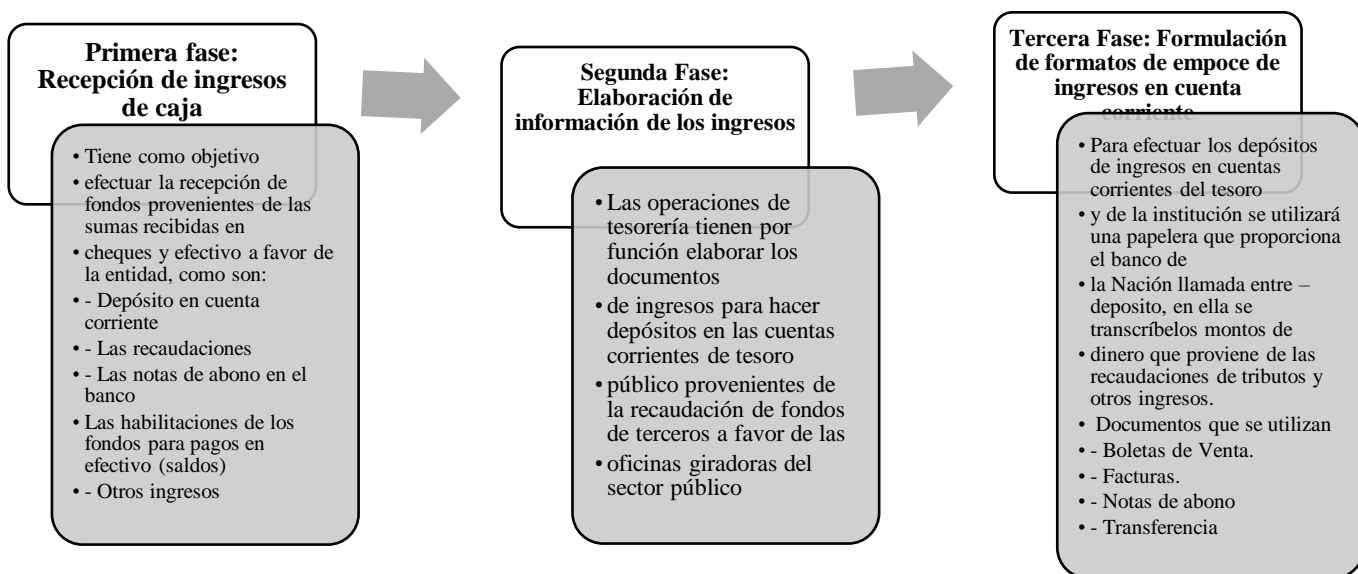 Primera fase:
Recepción de ingresos
de caja
• Tiene como objetivo
• efectuar la recepción de
fondos provenientes de las
sumas recibidas en
• cheques y efectivo a favor de
la entidad, como son:
• - Depósito en cuenta
corriente
• - Las recaudaciones
• - Las notas de abono en el
banco
• Las habilitaciones de los
fondos para pagos en
efectivo (saldos)
• - Otros ingresos
Segunda Fase:
Elaboración de
información de los ingresos
• Las operaciones de
tesorería tienen por
función elaborar los
documentos
• de ingresos para hacer
depósitos en las cuentas
corrientes de tesoro
• público provenientes de
la recaudación de fondos
de terceros a favor de las
• oficinas giradoras del
sector público
Tercera Fase: Formulación
de formatos de empoce de
ingresos en cuenta
corriente
• Para efectuar los depósitos
de ingresos en cuentas
corrientes del tesoro
• y de la institución se utilizará
una papelera que proporciona
el banco de
• la Nación llamada entre –
deposito, en ella se
transcríbelos montos de
• dinero que proviene de las
recaudaciones de tributos y
otros ingresos.
• Documentos que se utilizan
• - Boletas de Venta.
• - Facturas.
• - Notas de abono
• - Transferencia